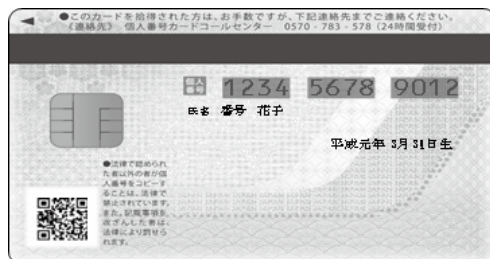 ●このカードを拾得された方は、お手数ですが、下記連絡先までご連絡ください。
《連絡先》 個人番号カードコールセンター 0570-783-578 (24時間受付)
個人番号 1234 5678 9012
氏名 番号 花子
平成元年 3月31日生
●法律で認められ
た者以外の者が個
人番号をコピーす
ることは、法律で
禁止されています。
また、記載事項を
改ざんした者は、
法律により罰せら
れます。